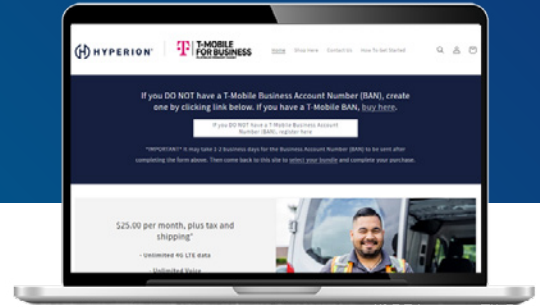 HYPERION
T-MOBILE
FOR BUSINESS
Home Shop Here Contact Us How To Get Started
If you DO NOT have a T-Mobile Business Account Number (BAN), create
one by clicking link below. If you have a T-Mobile BAN, buy here.
If you DO NOT have a T-Mobile Business Account
Number (BAN), register here
*IMPORTANT* It may take 1-2 business days for the Business Account Number (BAN) to be sent after
completing the form above. Then come back to this site to select your bundle and complete your purchase.
$25.00 per month, plus tax and
shipping*
- Unlimited 4G LTE data
- Unlimited Voice